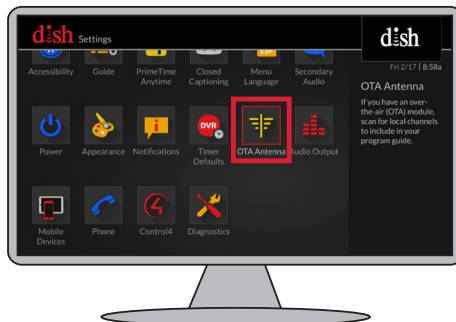 dish Settings
dish
Fri 2/17 | 8:58a
Accessibility
Guide
PrimeTime
Anytime
Closed
Captioning
Menu
Language
Secondary
Audio
OTA Antenna
If you have an over-
the-air (OTA) module,
scan for local channels
to include in your
program guide.
DVR
Power
Appearance
Notifications
Timer
Defaults
OTA Antenna
Audio Output
Mobile
Devices
Phone
Control4
Diagnostics